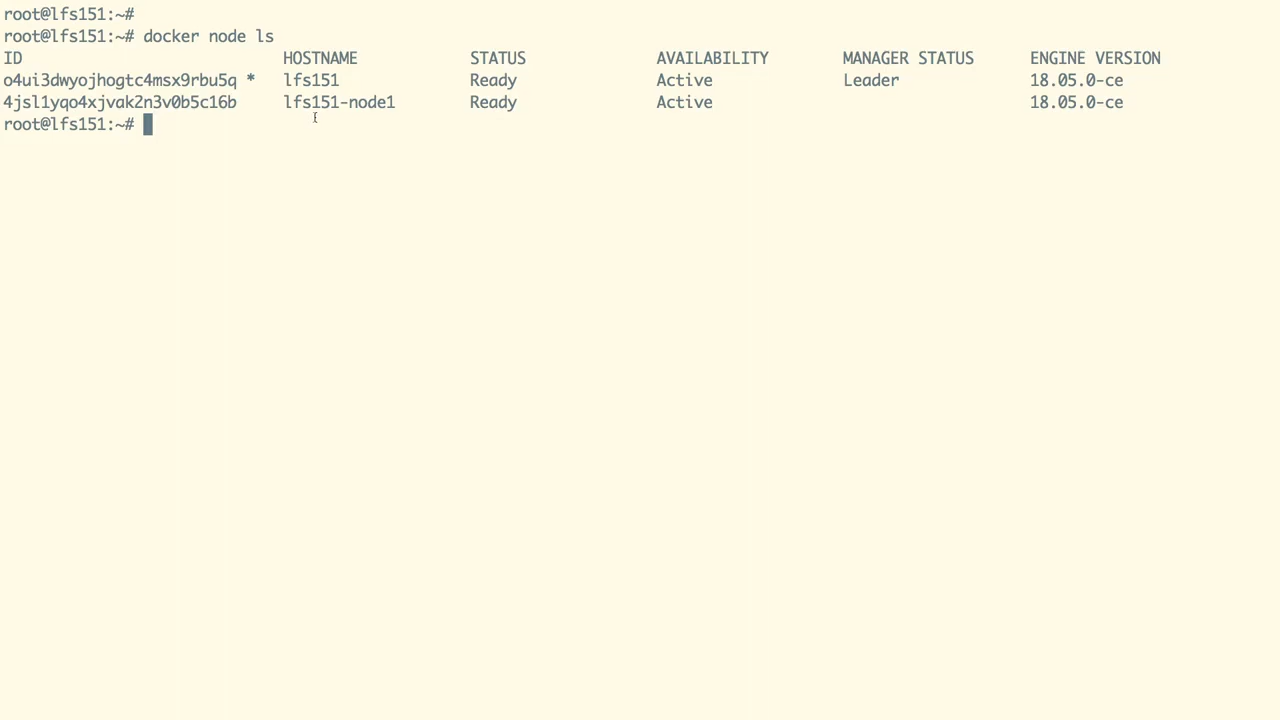 root@lfs151:~#
root@lfs151:~# docker node ls
ID HOSTNAME STATUS AVAILABILITY MANAGER STATUS ENGINE VERSION
o4ui3dwyojhogtc4msx9rbu5q * lfs151 Ready Active Leader 18.05.0-ce
4jsl1yqo4xjvak2n3v0b5c16b lfs151-node1 Ready Active 18.05.0-ce
root@lfs151:~#